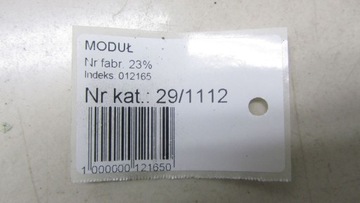 MODUŁ
Nr fabr. 23%
Indeks. 012165
Nr kat.: 29/1112
1 000000 121650